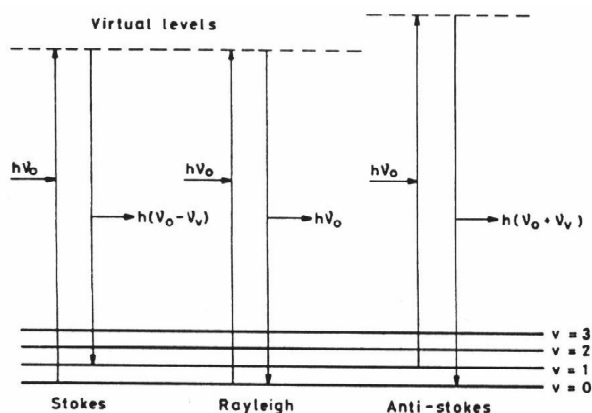 Virtual levels
hν₀
hν₀
hν₀
h(ν₀ - νᵥ)
hν₀
h(ν₀ + νᵥ)
v = 3
v = 2
v = 1
v = 0
Stokes
Rayleigh
Anti-stokes